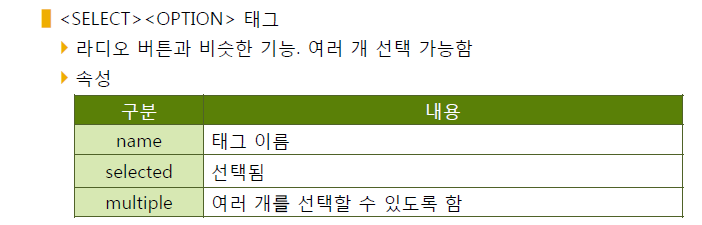 <SELECT><OPTION> 태그
라디오 버튼과 비슷한 기능. 여러 개 선택 가능함
속성
구분 내용
name 태그 이름
selected 선택됨
multiple 여러 개를 선택할 수 있도록 함